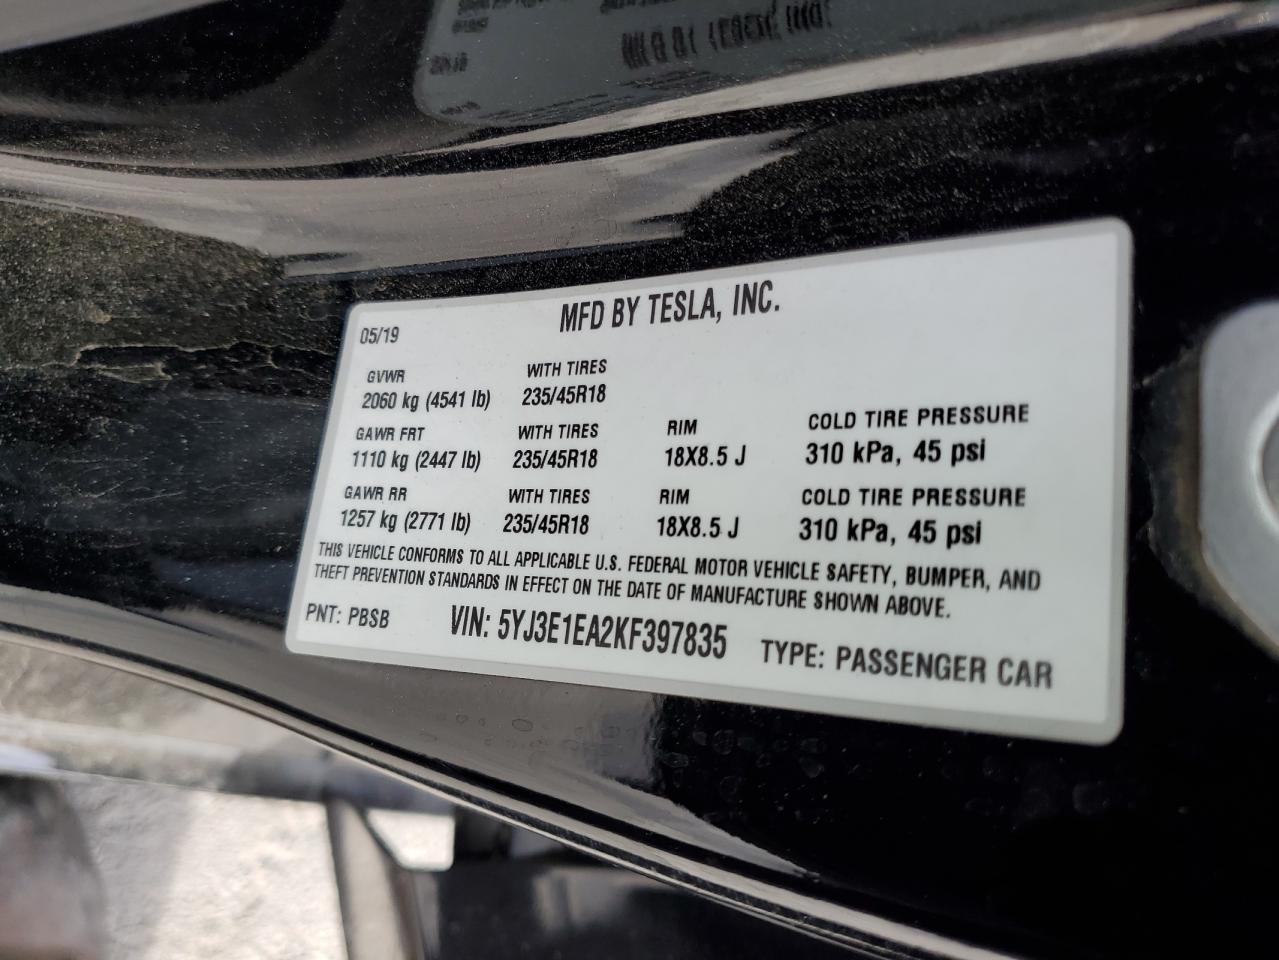 MFD BY TESLA, INC.
05/19
GVWR WITH TIRES
2060 kg (4541 lb) 235/45R18
GAWR FRT WITH TIRES RIM COLD TIRE PRESSURE
1110 kg (2447 lb) 235/45R18 18X8.5 J 310 kPa, 45 psi
GAWR RR WITH TIRES RIM COLD TIRE PRESSURE
1257 kg (2771 lb) 235/45R18 18X8.5 J 310 kPa, 45 psi
THIS VEHICLE CONFORMS TO ALL APPLICABLE U.S. FEDERAL MOTOR VEHICLE SAFETY, BUMPER, AND
THEFT PREVENTION STANDARDS IN EFFECT ON THE DATE OF MANUFACTURE SHOWN ABOVE.
PNT: PBSB VIN: 5YJ3E1EA2KF397835 TYPE: PASSENGER CAR